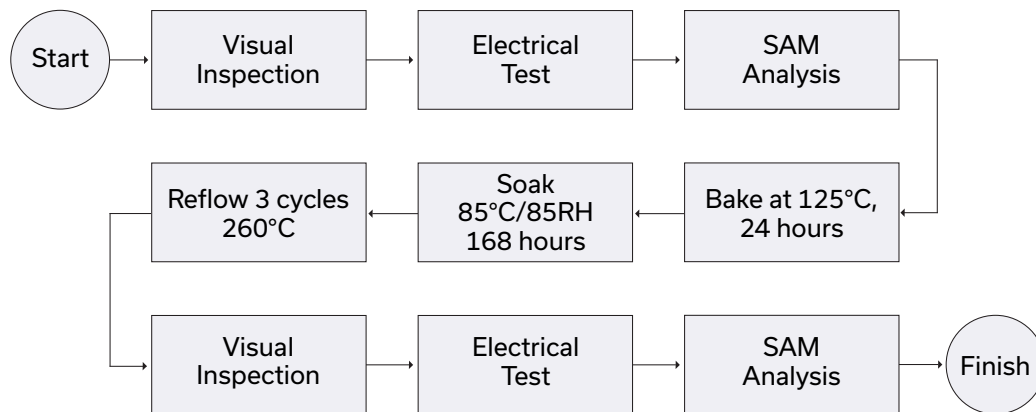 Start
Visual
Inspection
Electrical
Test
SAM
Analysis
Bake at 125°C,
24 hours
Soak
85°C/85RH
168 hours
Reflow 3 cycles
260°C
Visual
Inspection
Electrical
Test
SAM
Analysis
Finish